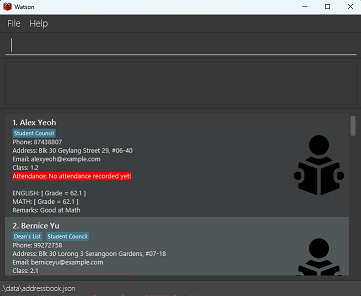 Watson
File Help
1. Alex Yeoh
Student Council
Phone: 87438807
Address: Blk 30 Geylang Street 29, #06-40
Email: alexyeoh@example.com
Class: 1.2
Attendance: No attendance recorded yet!
ENGLISH: [ Grade = 62.1 ]
MATH: [ Grade = 62.1 ]
Remarks: Good at Math
2. Bernice Yu
Dean's List Student Council
Phone: 99272758
Address: Blk 30 Lorong 3 Serangoon Gardens, #07-18
Email: berniceyu@example.com
Class: 2.1
.\data\addressbook.json